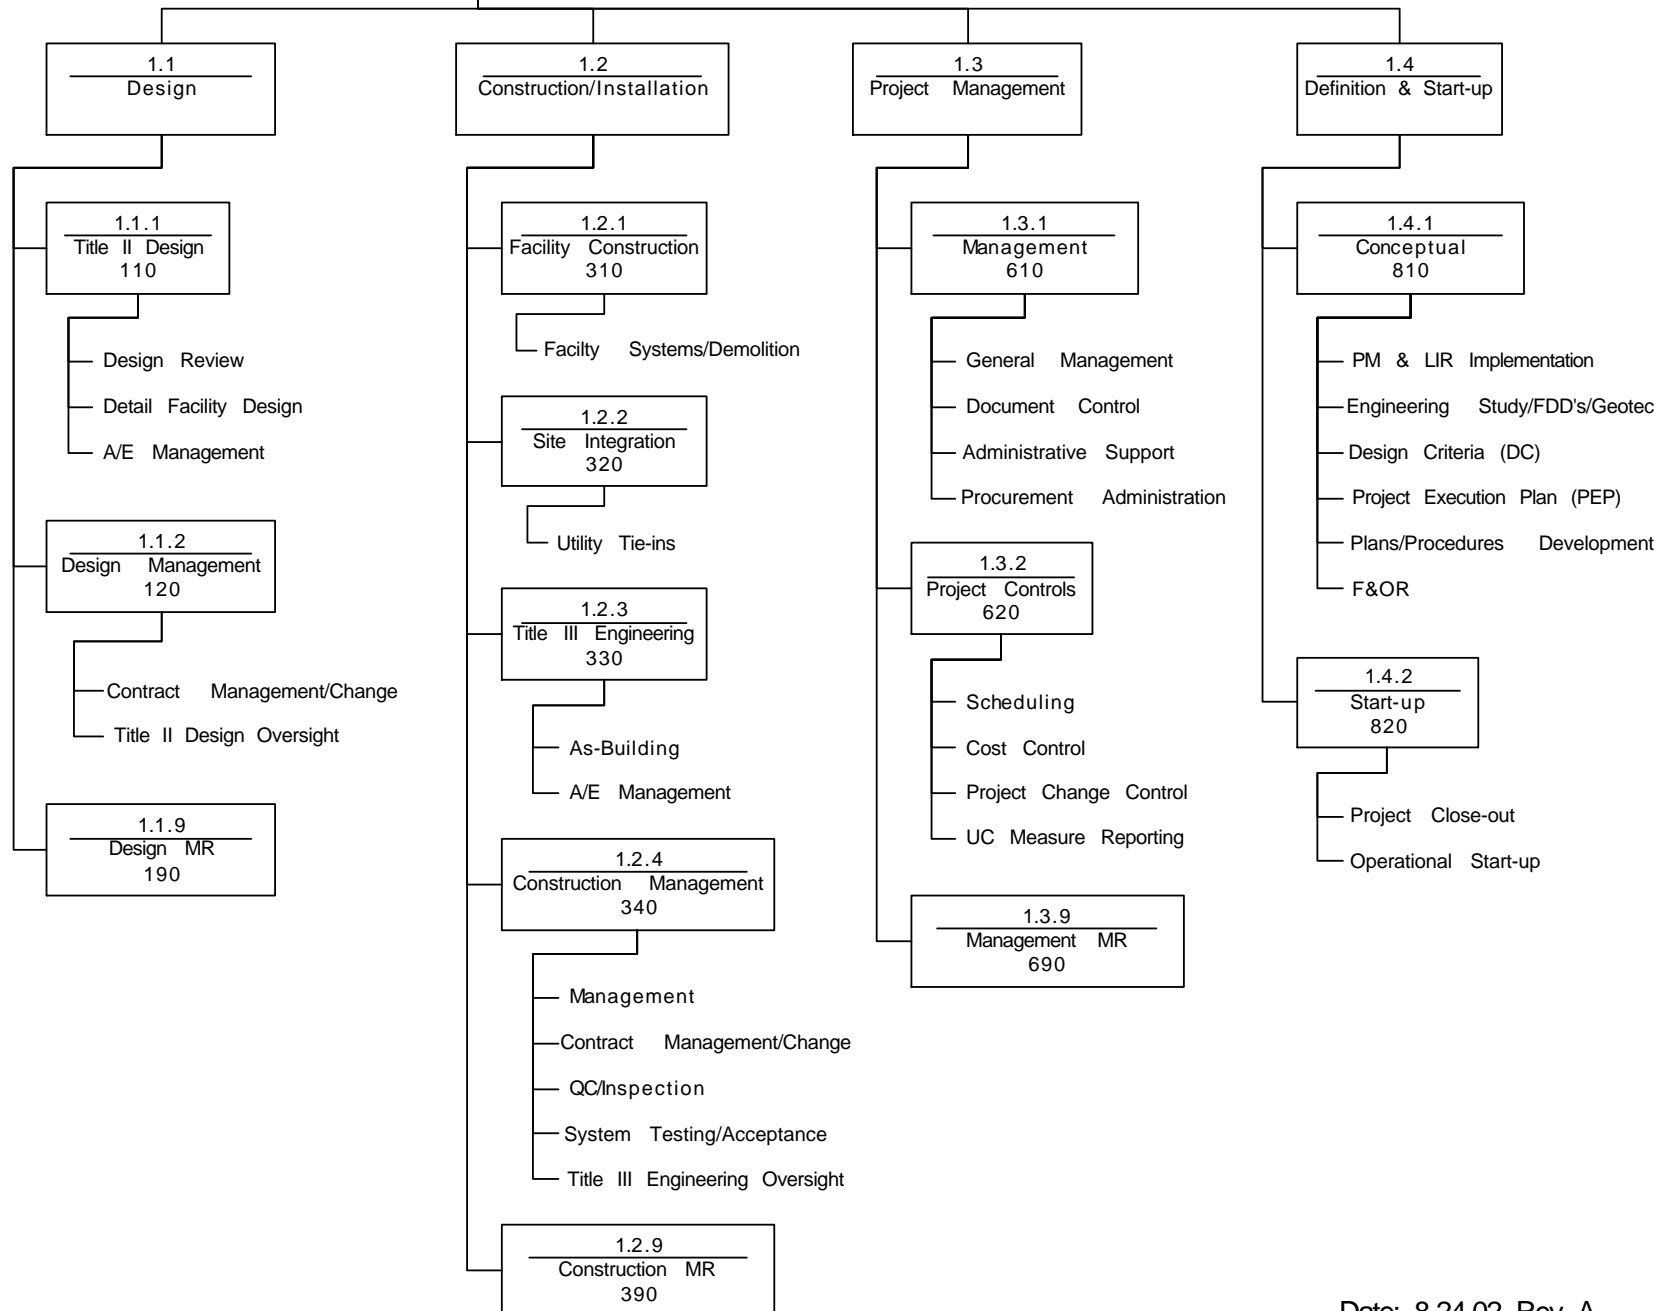 1.1
Design
1.2
Construction/Installation
1.3
Project Management
1.4
Definition & Start-up
1.1.1
Title II Design
110
Design Review
Detail Facility Design
A/E Management
1.1.2
Design Management
120
Contract Management/Change
Title II Design Oversight
1.1.9
Design MR
190
1.2.1
Facility Construction
310
Facilty Systems/Demolition
1.2.2
Site Integration
320
Utility Tie-ins
1.2.3
Title III Engineering
330
As-Building
A/E Management
1.2.4
Construction Management
340
Management
Contract Management/Change
QC/Inspection
System Testing/Acceptance
Title III Engineering Oversight
1.2.9
Construction MR
390
1.3.1
Management
610
General Management
Document Control
Administrative Support
Procurement Administration
1.3.2
Project Controls
620
Scheduling
Cost Control
Project Change Control
UC Measure Reporting
1.3.9
Management MR
690
1.4.1
Conceptual
810
PM & LIR Implementation
Engineering Study/FDD's/Geotec
Design Criteria (DC)
Project Execution Plan (PEP)
Plans/Procedures Development
F&OR
1.4.2
Start-up
820
Project Close-out
Operational Start-up
Date: 8.24.02 Rev. A